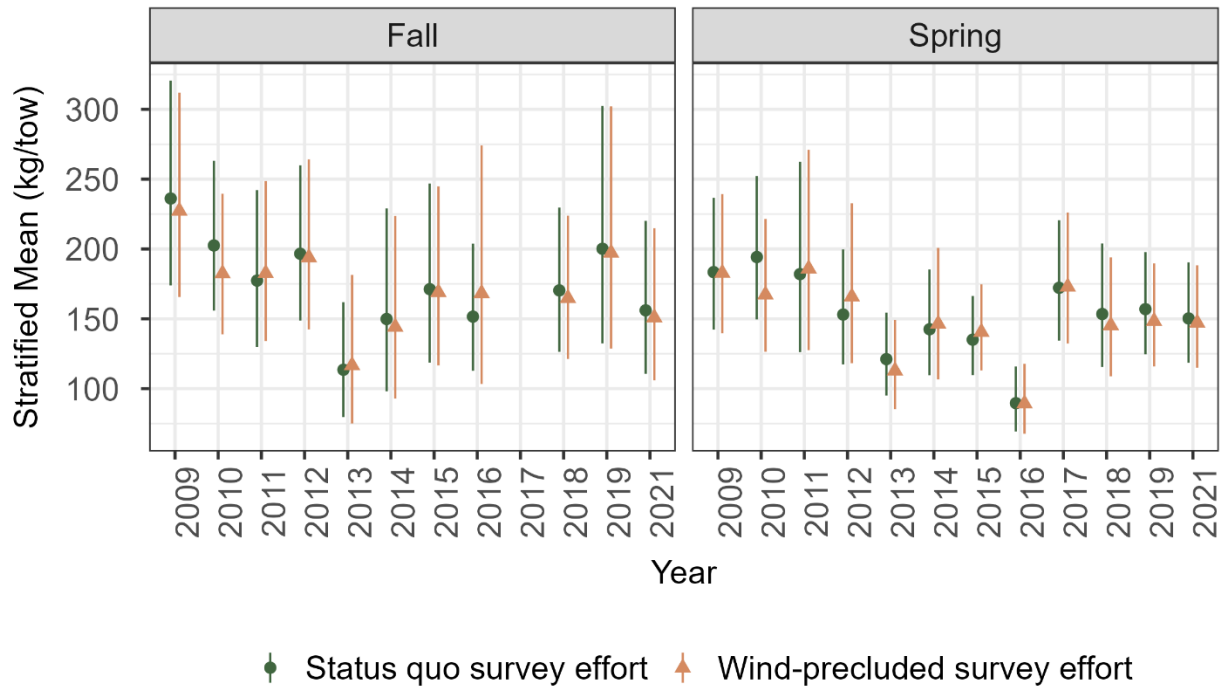 Fall
Spring
Stratified Mean (kg/tow)
300
250
200
150
100
2009 2010 2011 2012 2013 2014 2015 2016 2017 2018 2019 2021
2009 2010 2011 2012 2013 2014 2015 2016 2017 2018 2019 2021
Year
Status quo survey effort
Wind-precluded survey effort